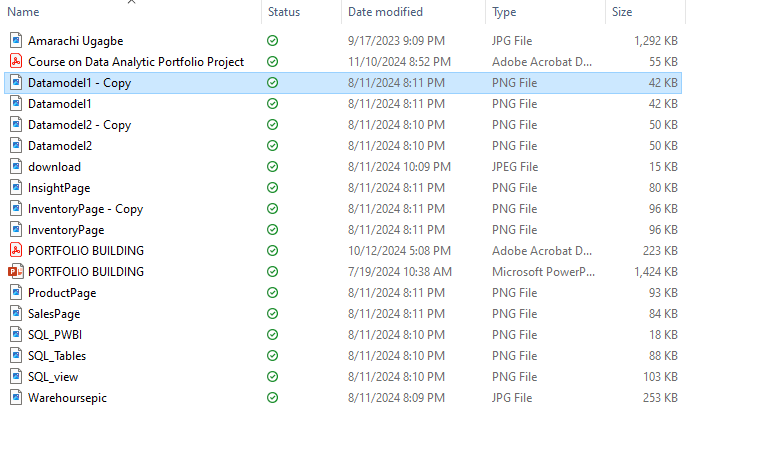 Name Status Date modified Type Size
Amarachi Ugagbe 9/17/2023 9:09 PM JPG File 1,292 KB
Course on Data Analytic Portfolio Project 11/10/2024 8:52 PM Adobe Acrobat D... 55 KB
Datamodel1 - Copy 8/11/2024 8:11 PM PNG File 42 KB
Datamodel1 8/11/2024 8:11 PM PNG File 42 KB
Datamodel2 - Copy 8/11/2024 8:10 PM PNG File 50 KB
Datamodel2 8/11/2024 8:10 PM PNG File 50 KB
download 8/11/2024 10:09 PM JPEG File 15 KB
InsightPage 8/11/2024 8:11 PM PNG File 80 KB
InventoryPage - Copy 8/11/2024 8:11 PM PNG File 96 KB
InventoryPage 8/11/2024 8:11 PM PNG File 96 KB
PORTFOLIO BUILDING 10/12/2024 5:08 PM Adobe Acrobat D... 223 KB
PORTFOLIO BUILDING 7/19/2024 10:38 AM Microsoft PowerP... 1,424 KB
ProductPage 8/11/2024 8:11 PM PNG File 93 KB
SalesPage 8/11/2024 8:11 PM PNG File 84 KB
SQL_PWBI 8/11/2024 8:10 PM PNG File 18 KB
SQL_Tables 8/11/2024 8:10 PM PNG File 88 KB
SQL_view 8/11/2024 8:10 PM PNG File 103 KB
Warehourspic 8/11/2024 8:09 PM JPG File 253 KB